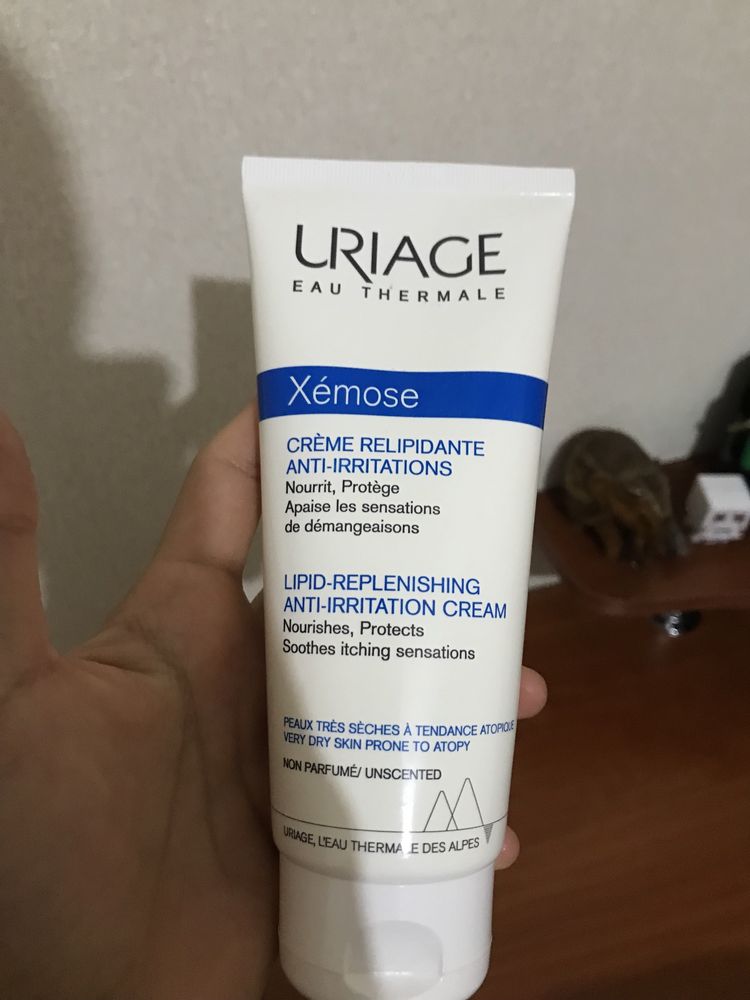 URIAGE
EAU THERMALE
Xémose
CRÈME RELIPIDANTE
ANTI-IRRITATIONS
Nourrit, Protège
Apaise les sensations
de démangeaisons
LIPID-REPLENISHING
ANTI-IRRITATION CREAM
Nourishes, Protects
Soothes itching sensations
PEAUX TRÈS SÈCHES À TENDANCE ATOPIQUE
VERY DRY SKIN PRONE TO ATOPY
NON PARFUMÉ/ UNSCENTED
URIAGE, L'EAU THERMALE DES ALPES